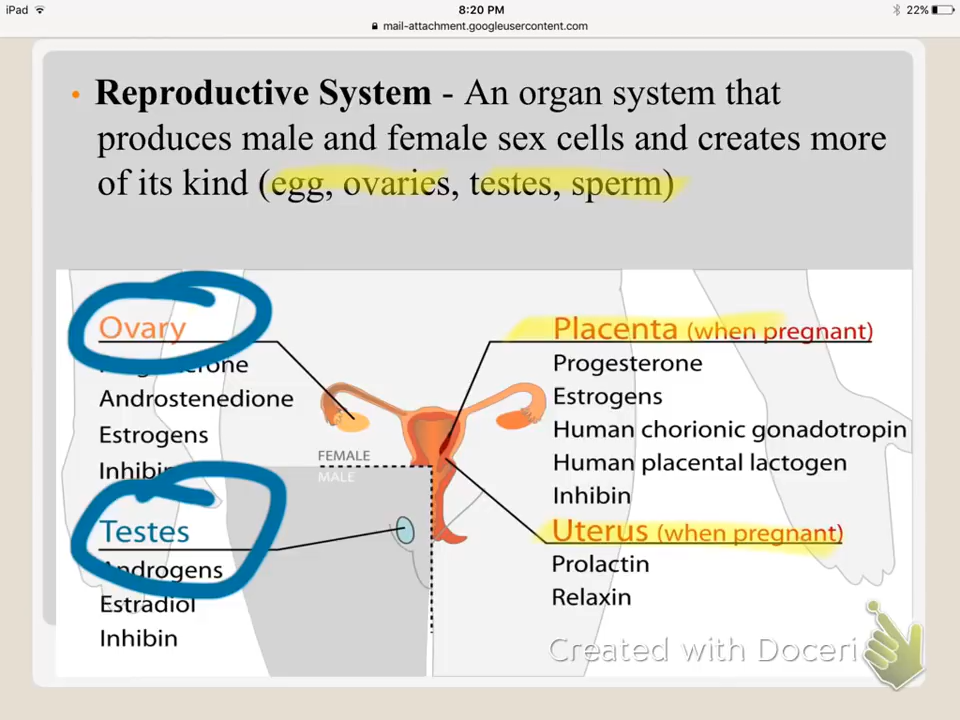 iPad
8:20 PM
22%
mail-attachment.googleusercontent.com
• Reproductive System - An organ system that
produces male and female sex cells and creates more
of its kind (egg, ovaries, testes, sperm)
Ovary
Androstenedione
Estrogens
Inhibin
Testes
Androgens
Estradiol
Inhibin
FEMALE
MALE
Placenta (when pregnant)
Progesterone
Estrogens
Human chorionic gonadotropin
Human placental lactogen
Inhibin
Uterus (when pregnant)
Prolactin
Relaxin
Created with Doceri